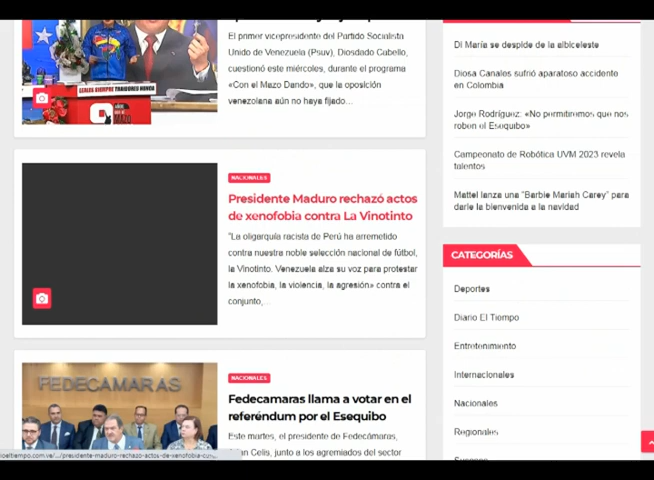 El primer vicepresidente del Partido Socialista
Unido de Venezuela (Psuv), Diosdado Cabello,
cuestionó este miércoles, durante el programa
«Con el Mazo Dando», que la oposición
venezolana aún no haya fijado...
NACIONALES
Presidente Maduro rechazó actos
de xenofobia contra La Vinotinto
"La oligarquía racista de Perú ha arremetido
contra nuestra noble selección nacional de fútbol,
la Vinotinto. Venezuela alza su voz para protestar
la xenofobia, la violencia, la agresión» contra el
conjunto,...
FEDECAMARAS
NACIONALES
Fedecamaras llama a votar en el
referéndum por el Esequibo
Este martes, el presidente de Fedecámaras,
Celis, junto a los agremiados del sector
Di María se despide de la albiceleste
Diosa Canales sufrió aparatoso accidente
en Colombia
Jorge Rodríguez: «No permitiremos que nos
roben el Esequibo»
Campeonato de Robótica UVM 2023 revela
talentos
Mattel lanza una "Barbie Mariah Carey" para
darle la bienvenida a la navidad
CATEGORÍAS
Deportes
Diario El Tiempo
Entretenimiento
Internacionales
Nacionales
Regionales